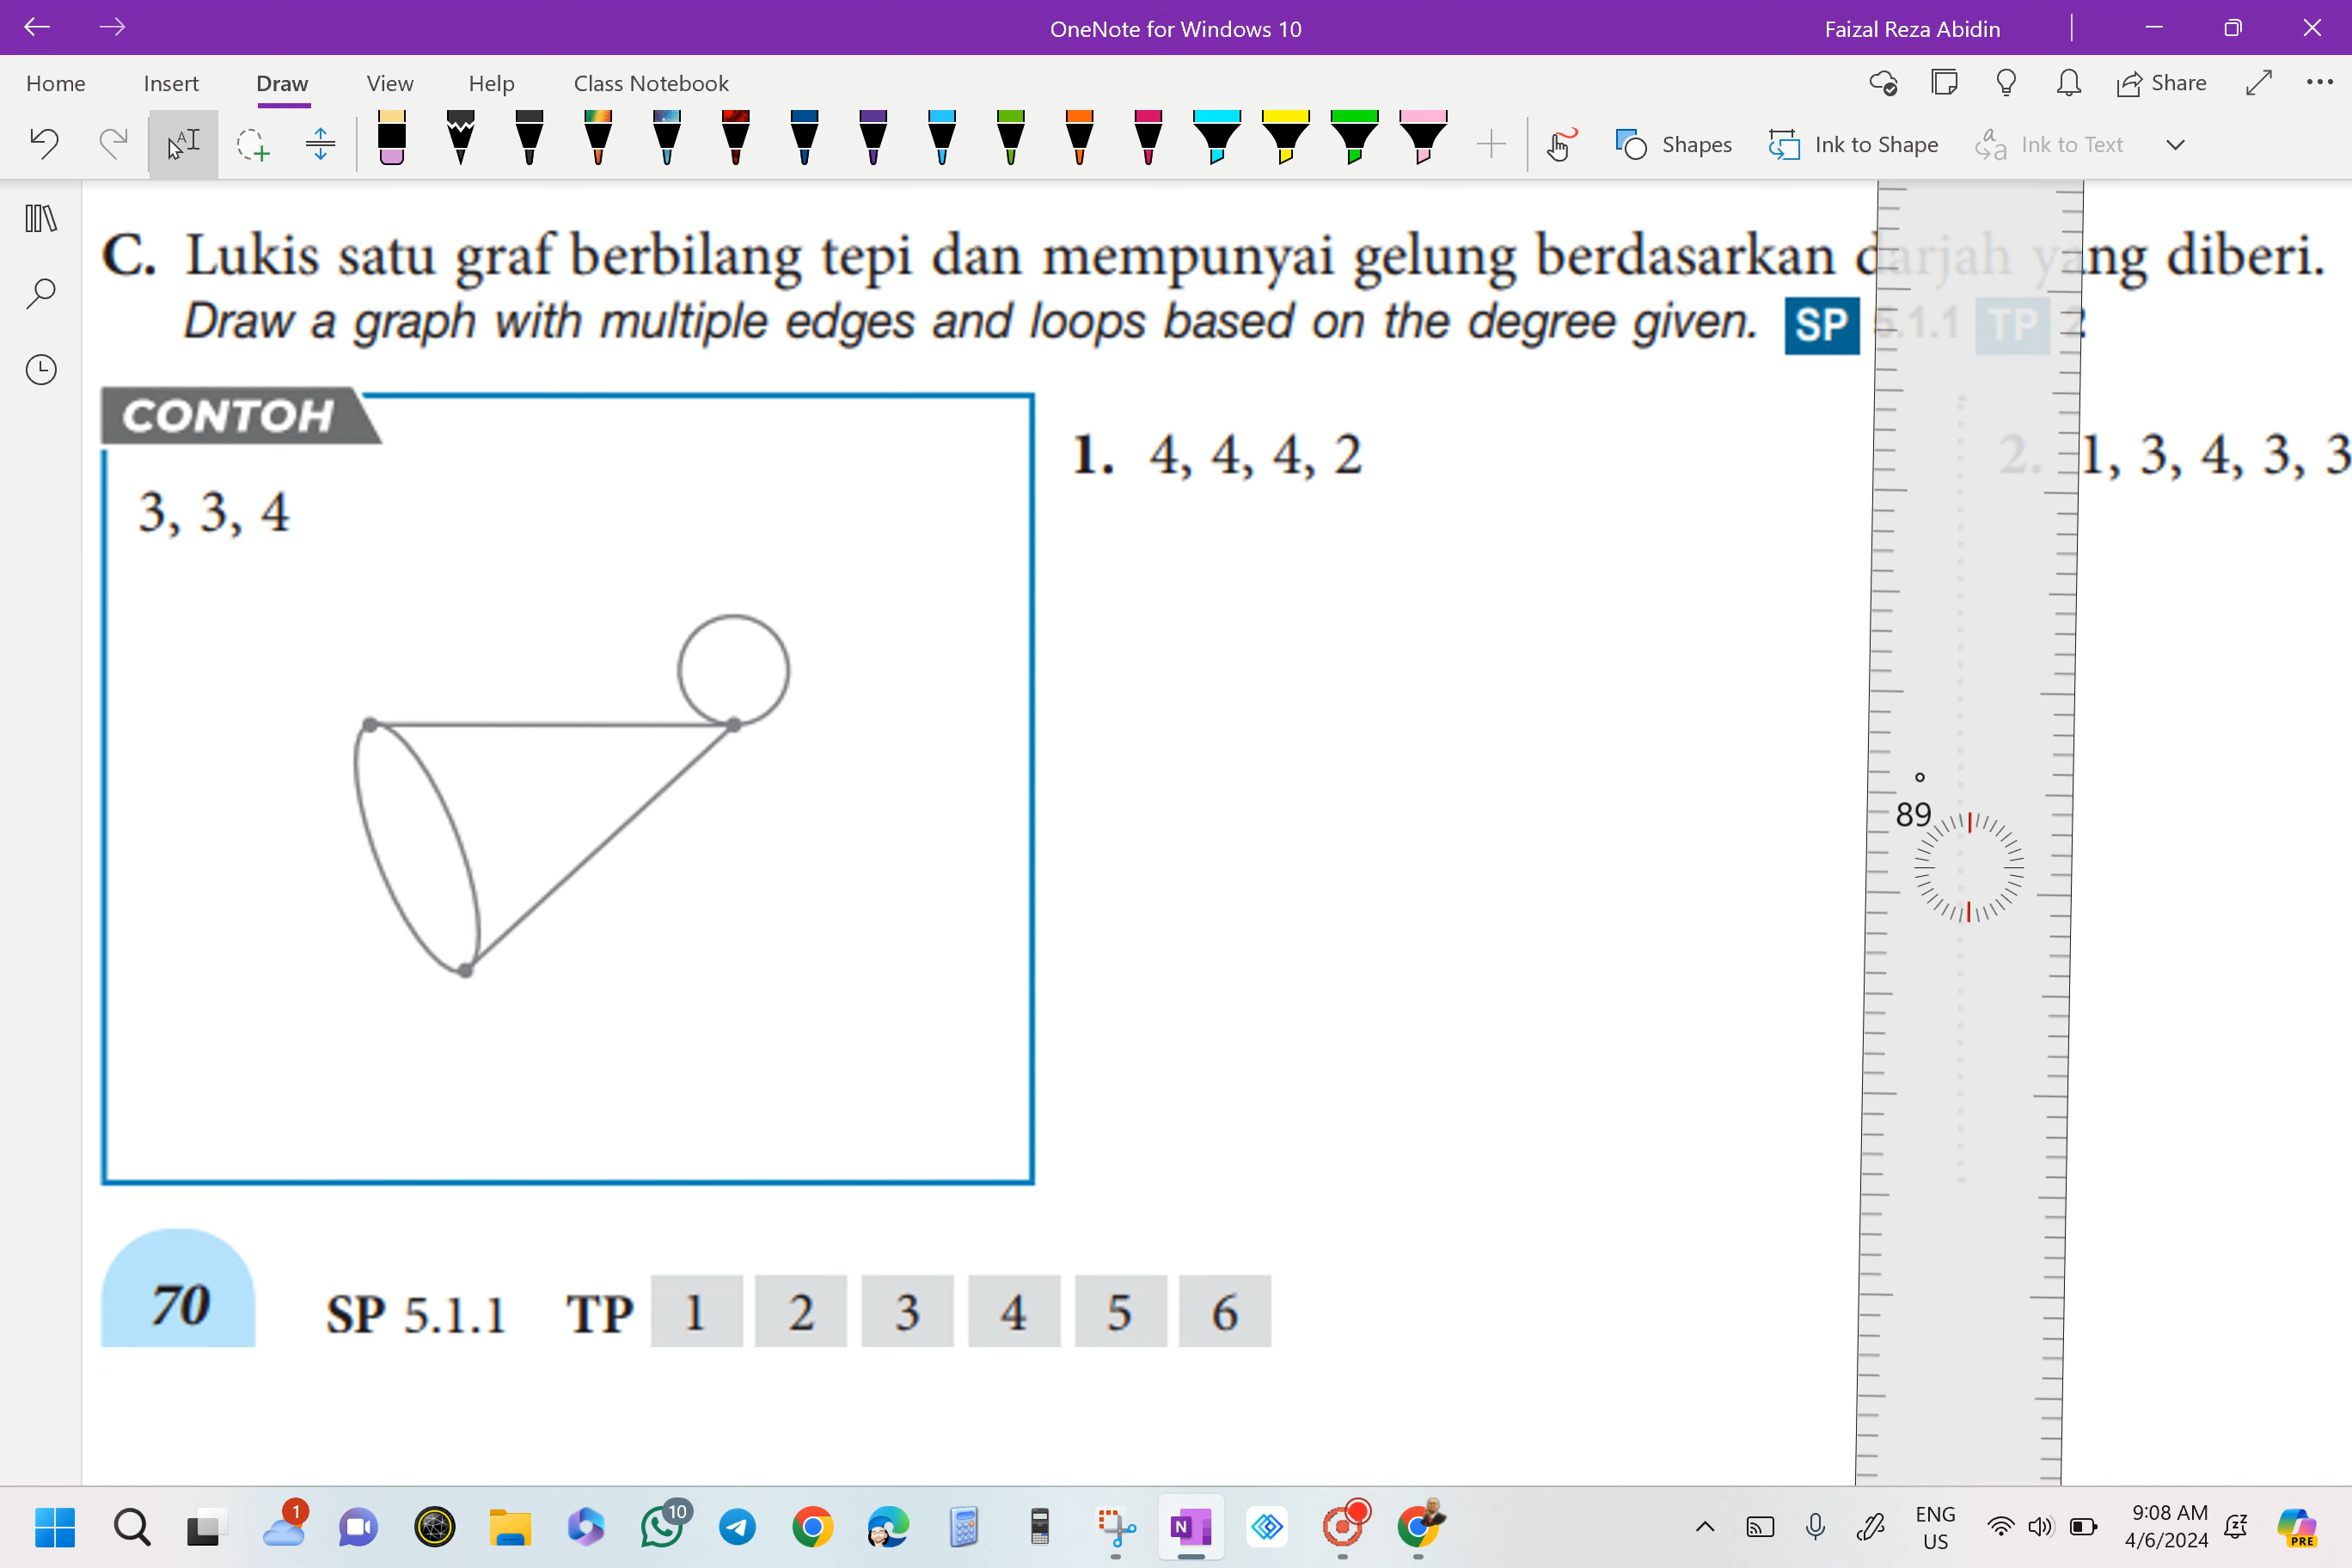 OneNote for Windows 10
Faizal Reza Abidin
Home Insert Draw View Help Class Notebook
Share
Shapes Ink to Shape Ink to Text
C. Lukis satu graf berbilang tepi dan mempunyai gelung berdasarkan darjah yang diberi.
Draw a graph with multiple edges and loops based on the degree given. SP 5.1.1 TP 2
CONTOH
3, 3, 4
1. 4, 4, 4, 2
2. 1, 3, 4, 3, 3
°
89
70 SP 5.1.1 TP 1 2 3 4 5 6
1
10
N
ENG
US
9:08 AM
4/6/2024
PRE